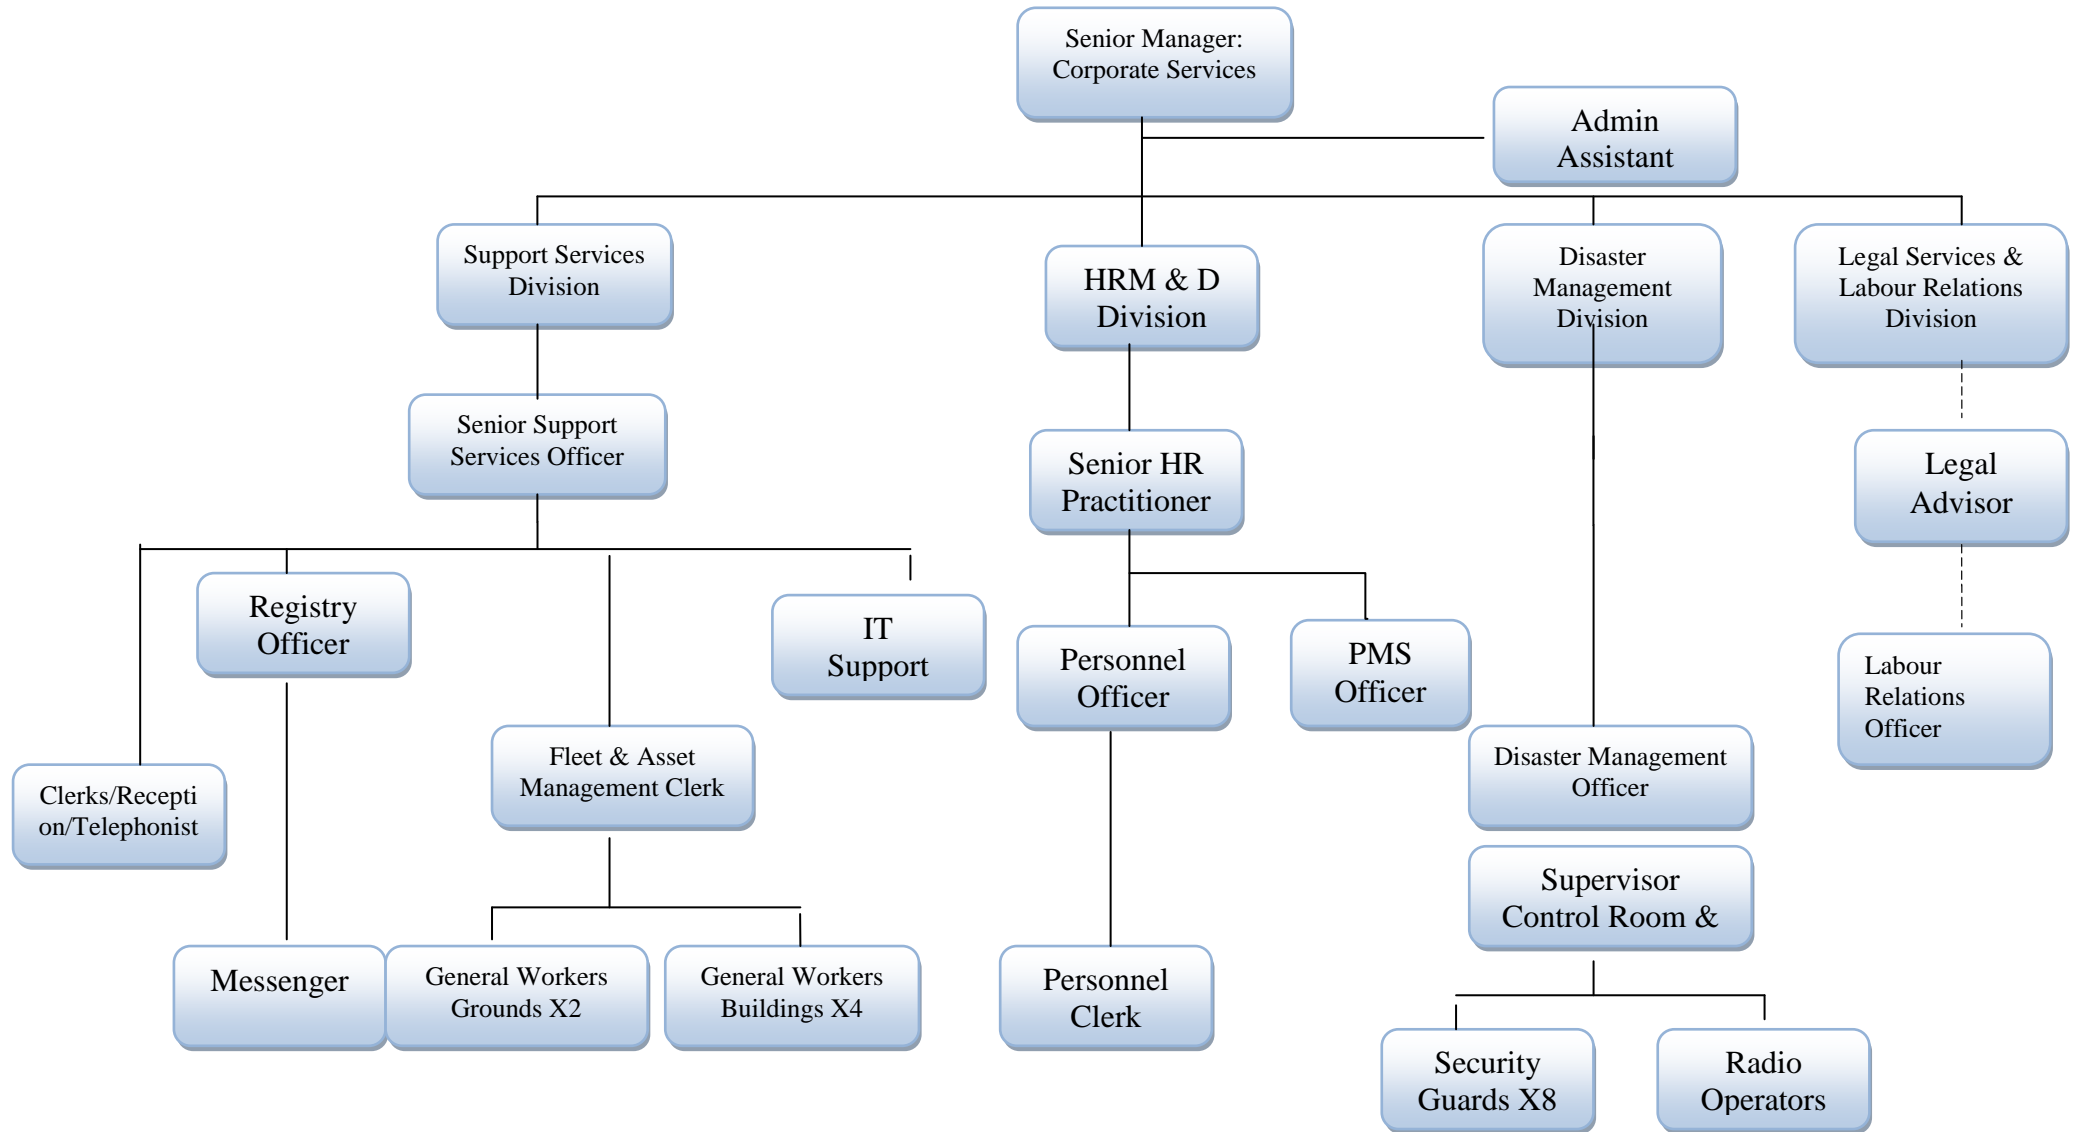 Senior Manager:
Corporate Services
Admin
Assistant
Support Services
Division
HRM & D
Division
Disaster
Management
Division
Legal Services &
Labour Relations
Division
Senior Support
Services Officer
Senior HR
Practitioner
Legal
Advisor
Registry
Officer
IT
Support
Personnel
Officer
PMS
Officer
Labour
Relations
Officer
Clerks/Recepti
on/Telephonist
Fleet & Asset
Management Clerk
Disaster Management
Officer
Supervisor
Control Room &
Messenger
General Workers
Grounds X2
General Workers
Buildings X4
Personnel
Clerk
Security
Guards X8
Radio
Operators